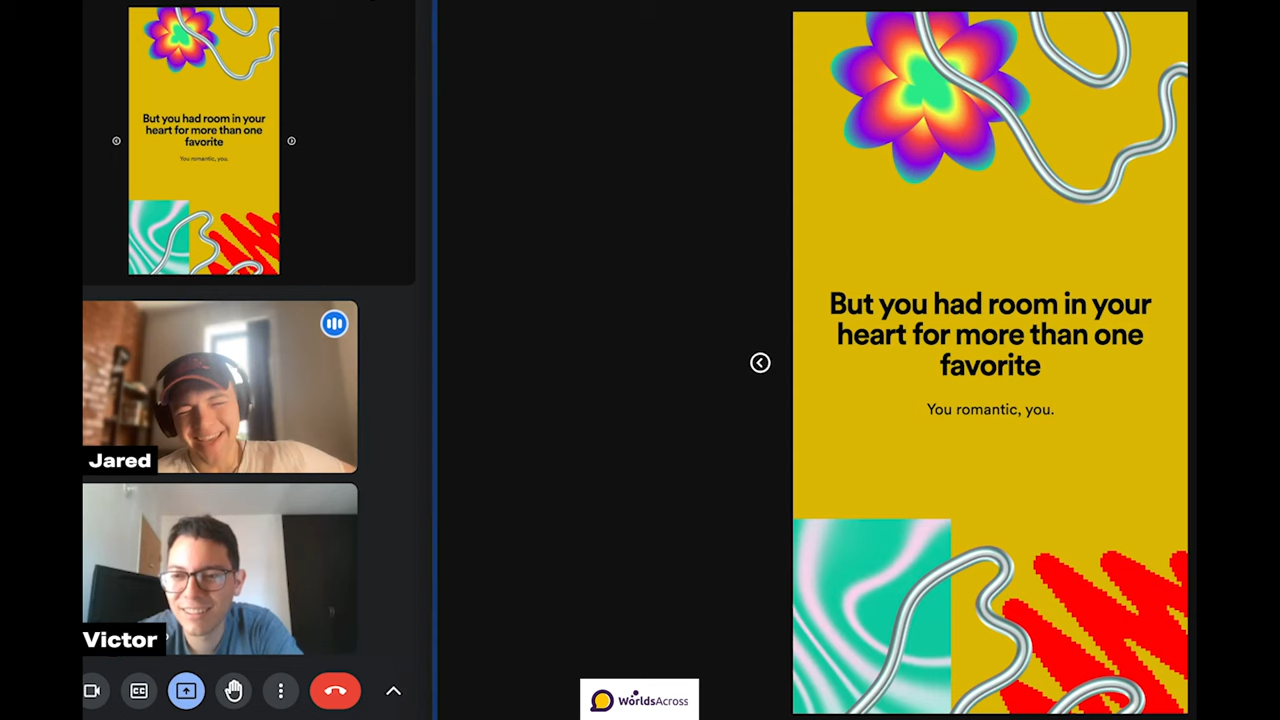 But you had room in your
heart for more than one
favorite
You romantic, you.
Jared
Victor
CC
But you had room in your
heart for more than one
favorite
You romantic, you.
WorldsAcross